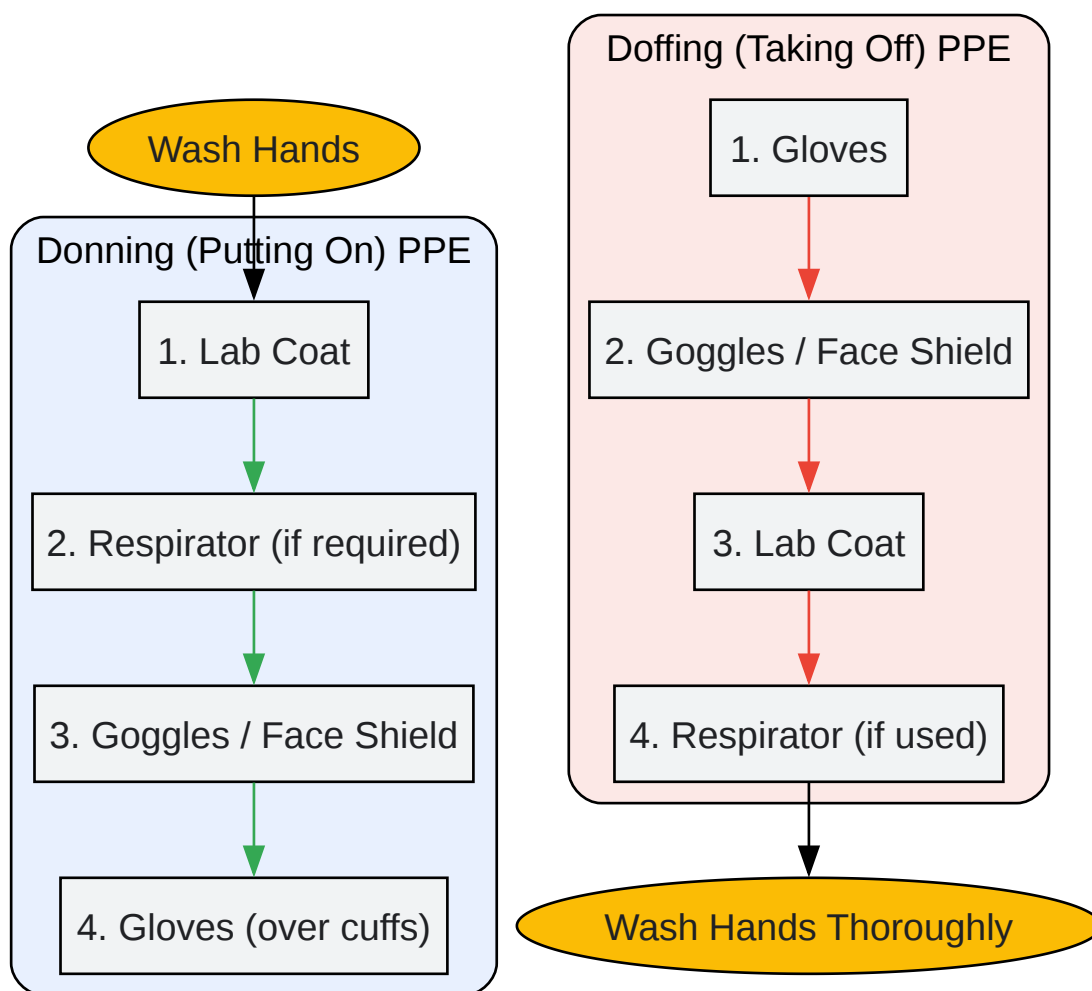 Wash Hands
Donning (Putting On) PPE
1. Lab Coat
2. Respirator (if required)
3. Goggles / Face Shield
4. Gloves (over cuffs)
Doffing (Taking Off) PPE
1. Gloves
2. Goggles / Face Shield
3. Lab Coat
4. Respirator (if used)
Wash Hands Thoroughly